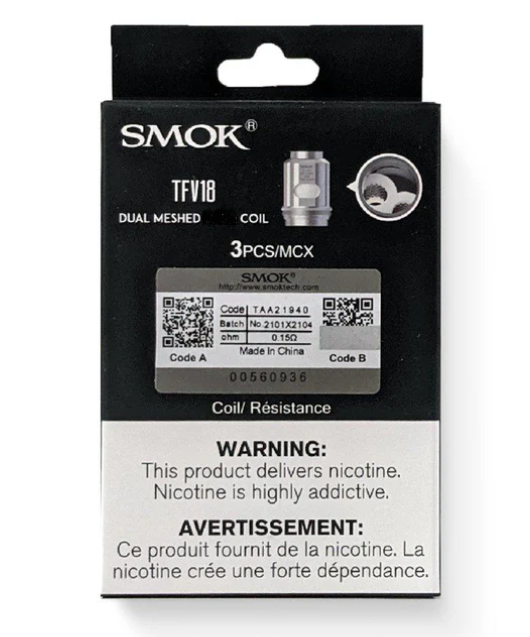 SMOK®
TFV18
DUAL MESHED COIL
3PCS/MCX
SMOK®
http://www.smoktech.com
Code TAA21940
Batch No.2101X2104
ohm 0.15Ω
Made in China
Code A
Code B
00560936
Coil/ Résistance
WARNING:
This product delivers nicotine.
Nicotine is highly addictive.
AVERTISSEMENT:
Ce produit fournit de la nicotine. La
nicotine crée une forte dépendance.